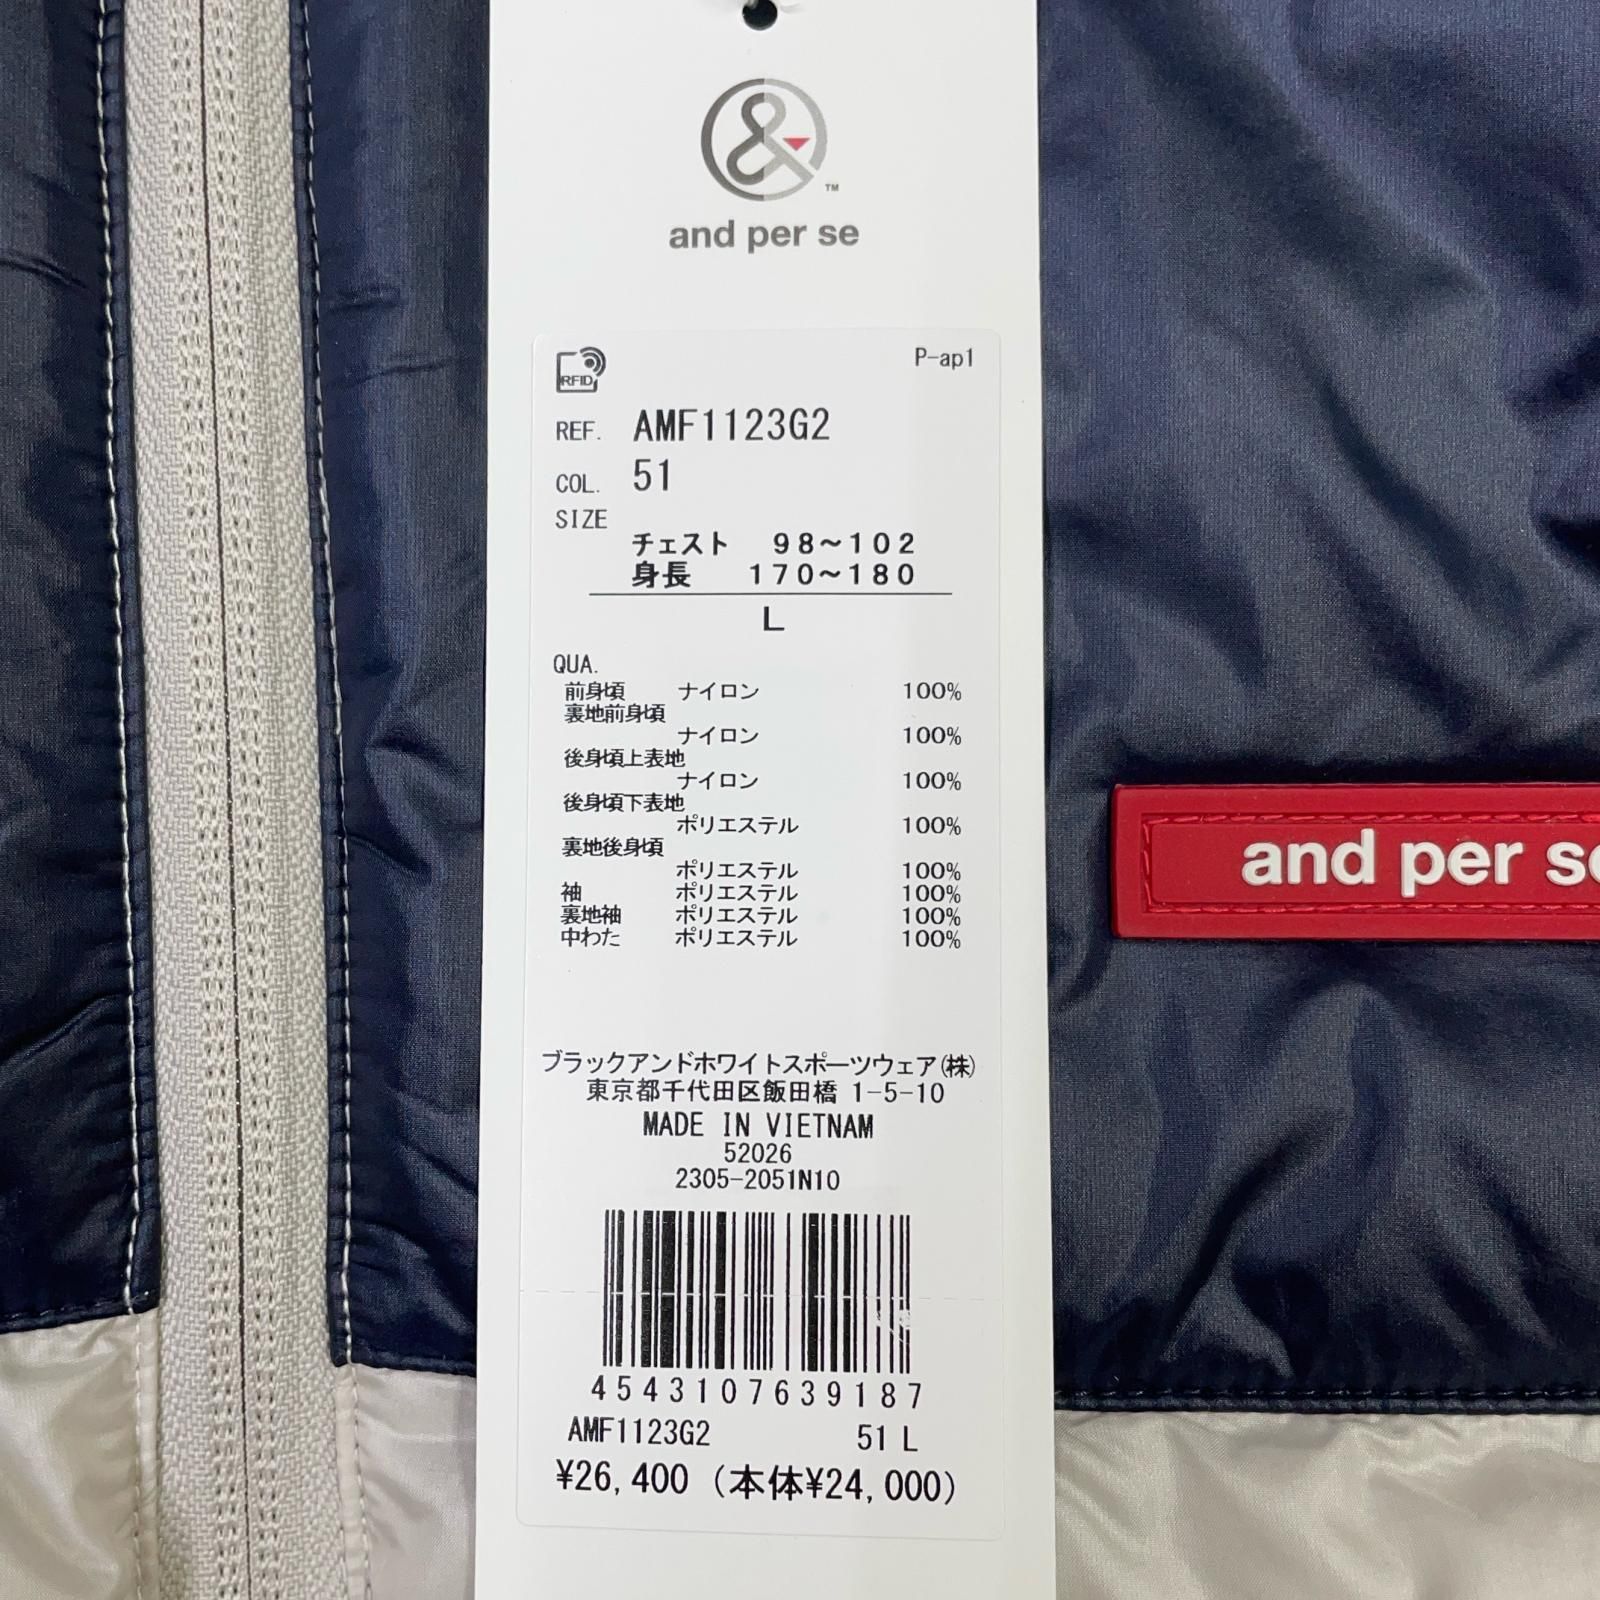 &
TM
and per se
RFID
P-ap1
REF. AMF1123G2
COL. 51
SIZE
チェスト 98~102
身長 170~180
L
QUA.
前身頃 ナイロン 100%
裏地前身頃
ナイロン 100%
後身頃上表地
ナイロン 100%
後身頃下表地
ポリエステル 100%
裏地後身頃
ポリエステル 100%
袖 ポリエステル 100%
裏地袖 ポリエステル 100%
中わた ポリエステル 100%
ブラックアンドホワイトスポーツウェア(株)
東京都千代田区飯田橋 1-5-10
MADE IN VIETNAM
52026
2305-2051N10
4543107639187
AMF1123G2 51 L
¥26,400 (本体¥24,000)
and per se